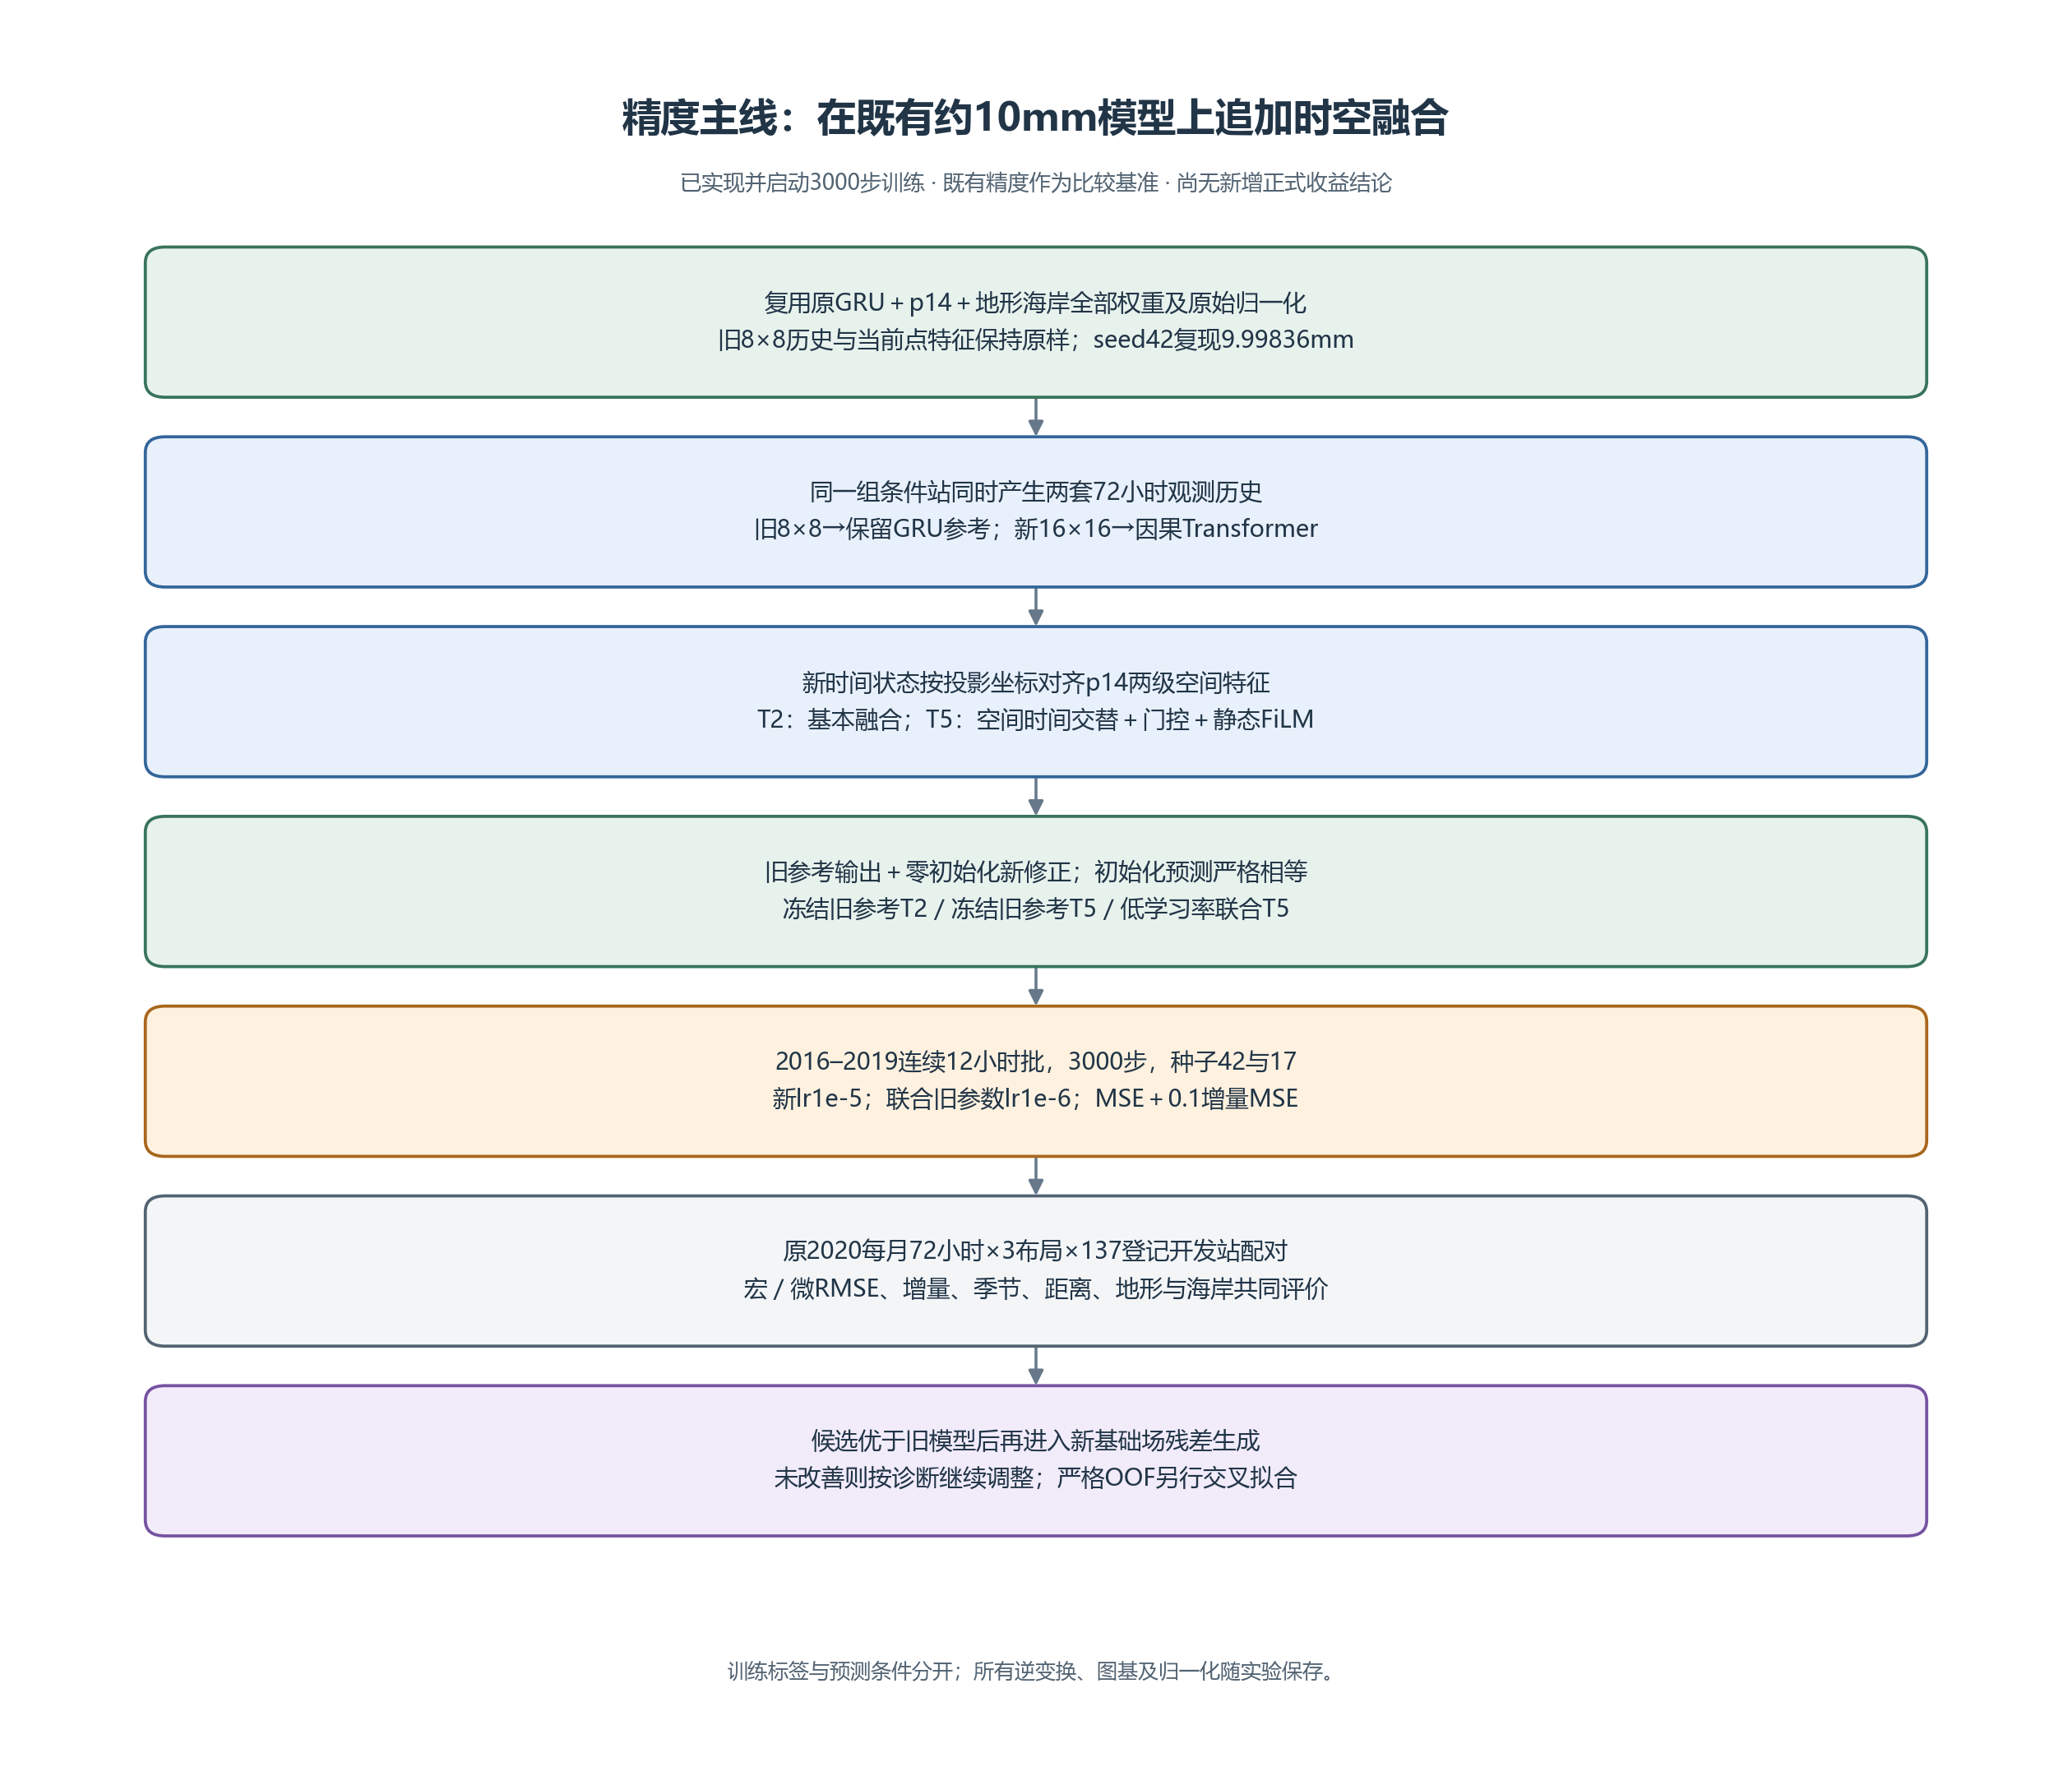 精度主线：在既有约10mm模型上追加时空融合
已实现并启动3000步训练 · 既有精度作为比较基准 · 尚无新增正式收益结论
复用原GRU＋p14＋地形海岸全部权重及原始归一化
旧8×8历史与当前点特征保持原样；seed42复现9.99836mm
同一组条件站同时产生两套72小时观测历史
旧8×8→保留GRU参考；新16×16→因果Transformer
新时间状态按投影坐标对齐p14两级空间特征
T2：基本融合；T5：空间时间交替＋门控＋静态FiLM
旧参考输出＋零初始化新修正；初始化预测严格相等
冻结旧参考T2 / 冻结旧参考T5 / 低学习率联合T5
2016–2019连续12小时批，3000步，种子42与17
新lr1e-5；联合旧参数lr1e-6；MSE＋0.1增量MSE
原2020每月72小时×3布局×137登记开发站配对
宏 / 微RMSE、增量、季节、距离、地形与海岸共同评价
候选优于旧模型后再进入新基础场残差生成
未改善则按诊断继续调整；严格OOF另行交叉拟合
训练标签与预测条件分开；所有逆变换、图基及归一化随实验保存。